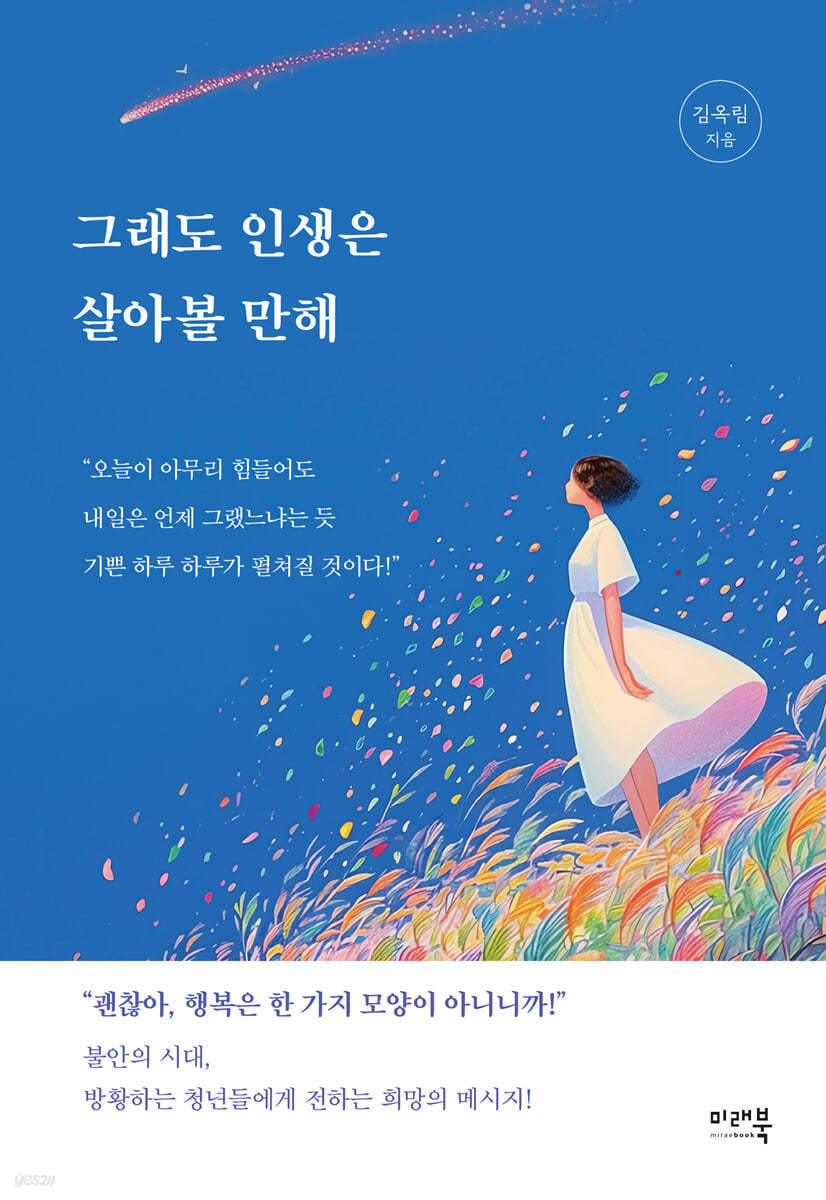 김옥림
지음
그래도 인생은
살아볼 만해
“오늘이 아무리 힘들어도
내일은 언제 그랬느냐는 듯
기쁜 하루 하루가 펼쳐질 것이다!”
“괜찮아, 행복은 한 가지 모양이 아니니까!”
불안의 시대,
방황하는 청년들에게 전하는 희망의 메시지!
미래북
miraebook
yes24